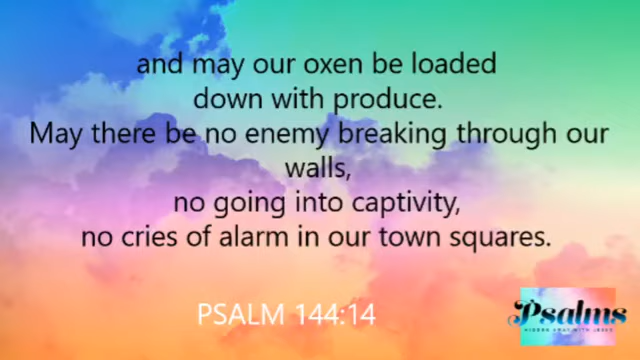 and may our oxen be loaded
down with produce.
May there be no enemy breaking through our
walls,
no going into captivity,
no cries of alarm in our town squares.
PSALM 144:14
Psalms